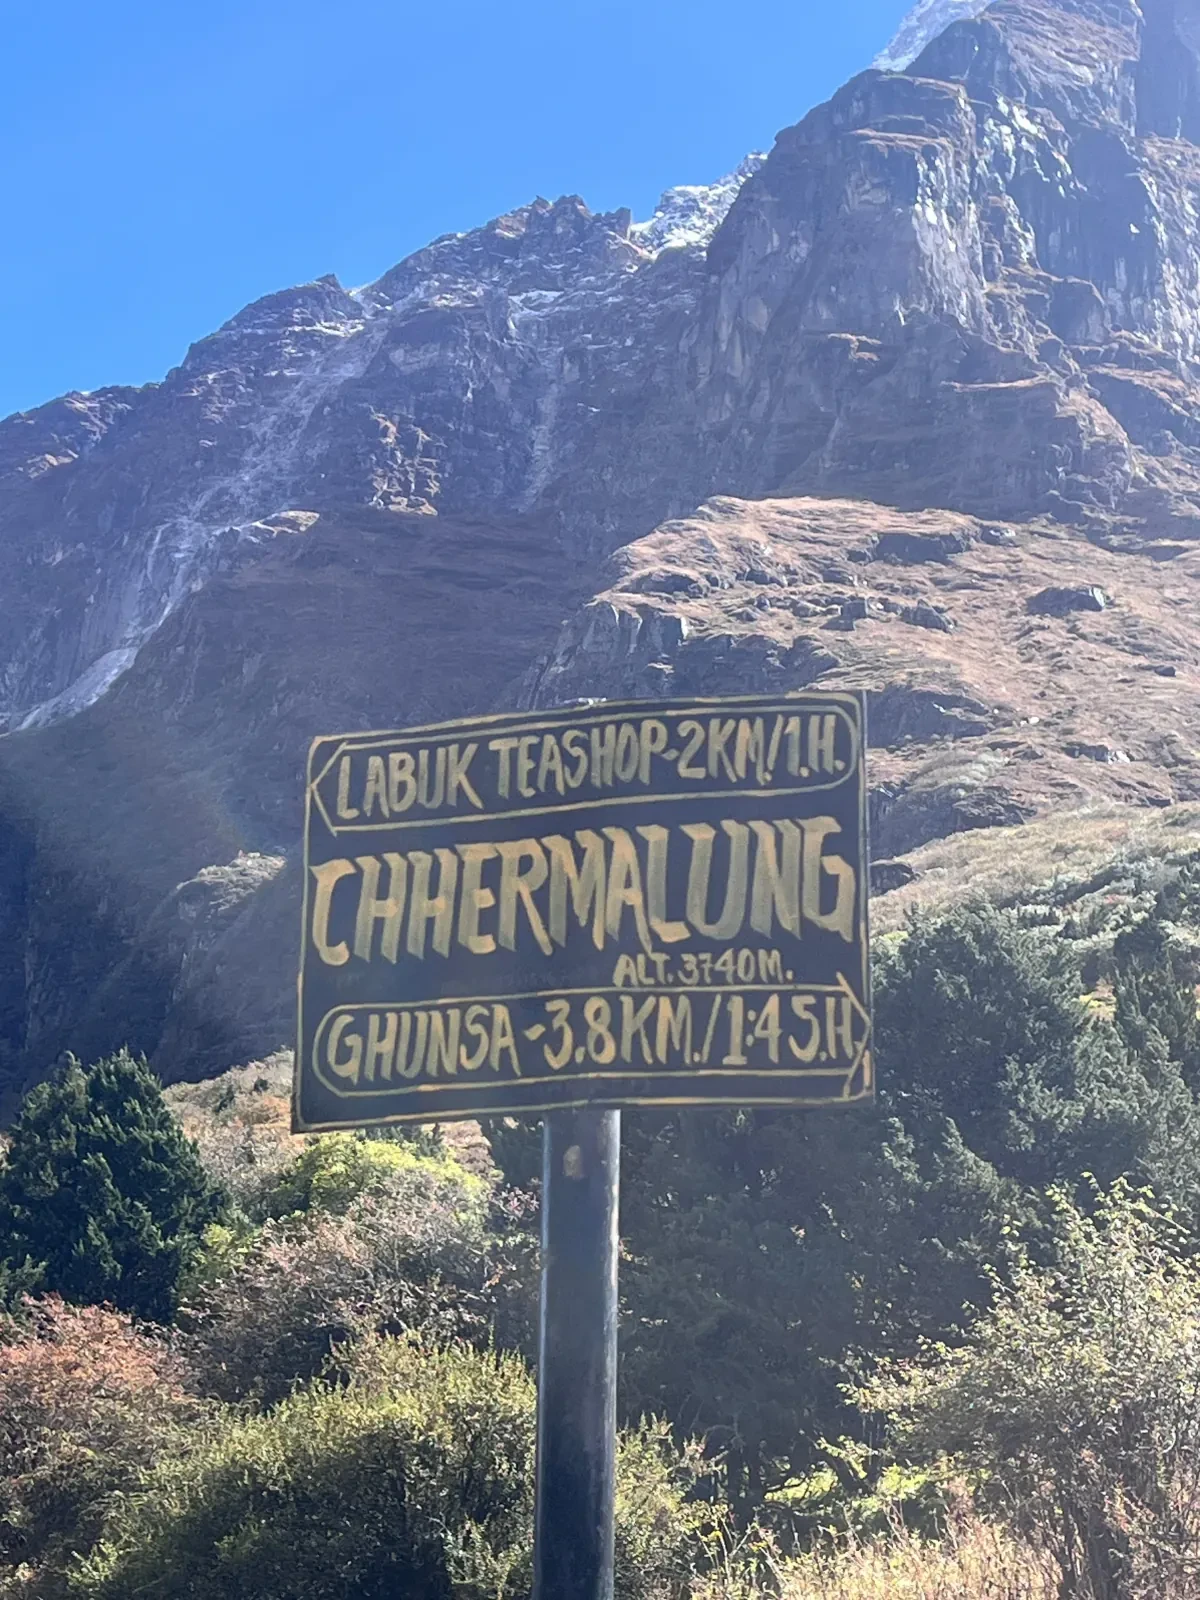 LABUK TEASHOP-2KM./1.H.
CHHERMALUNG
ALT. 3740M.
GHUNSA-3.8KM./1:45.H